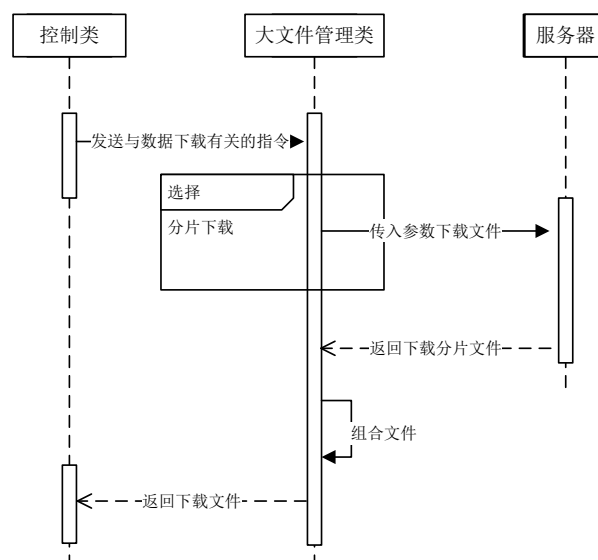 控制类
大文件管理类
服务器
发送与数据下载有关的指令
选择
分片下载
传入参数下载文件
返回下载分片文件
组合文件
返回下载文件